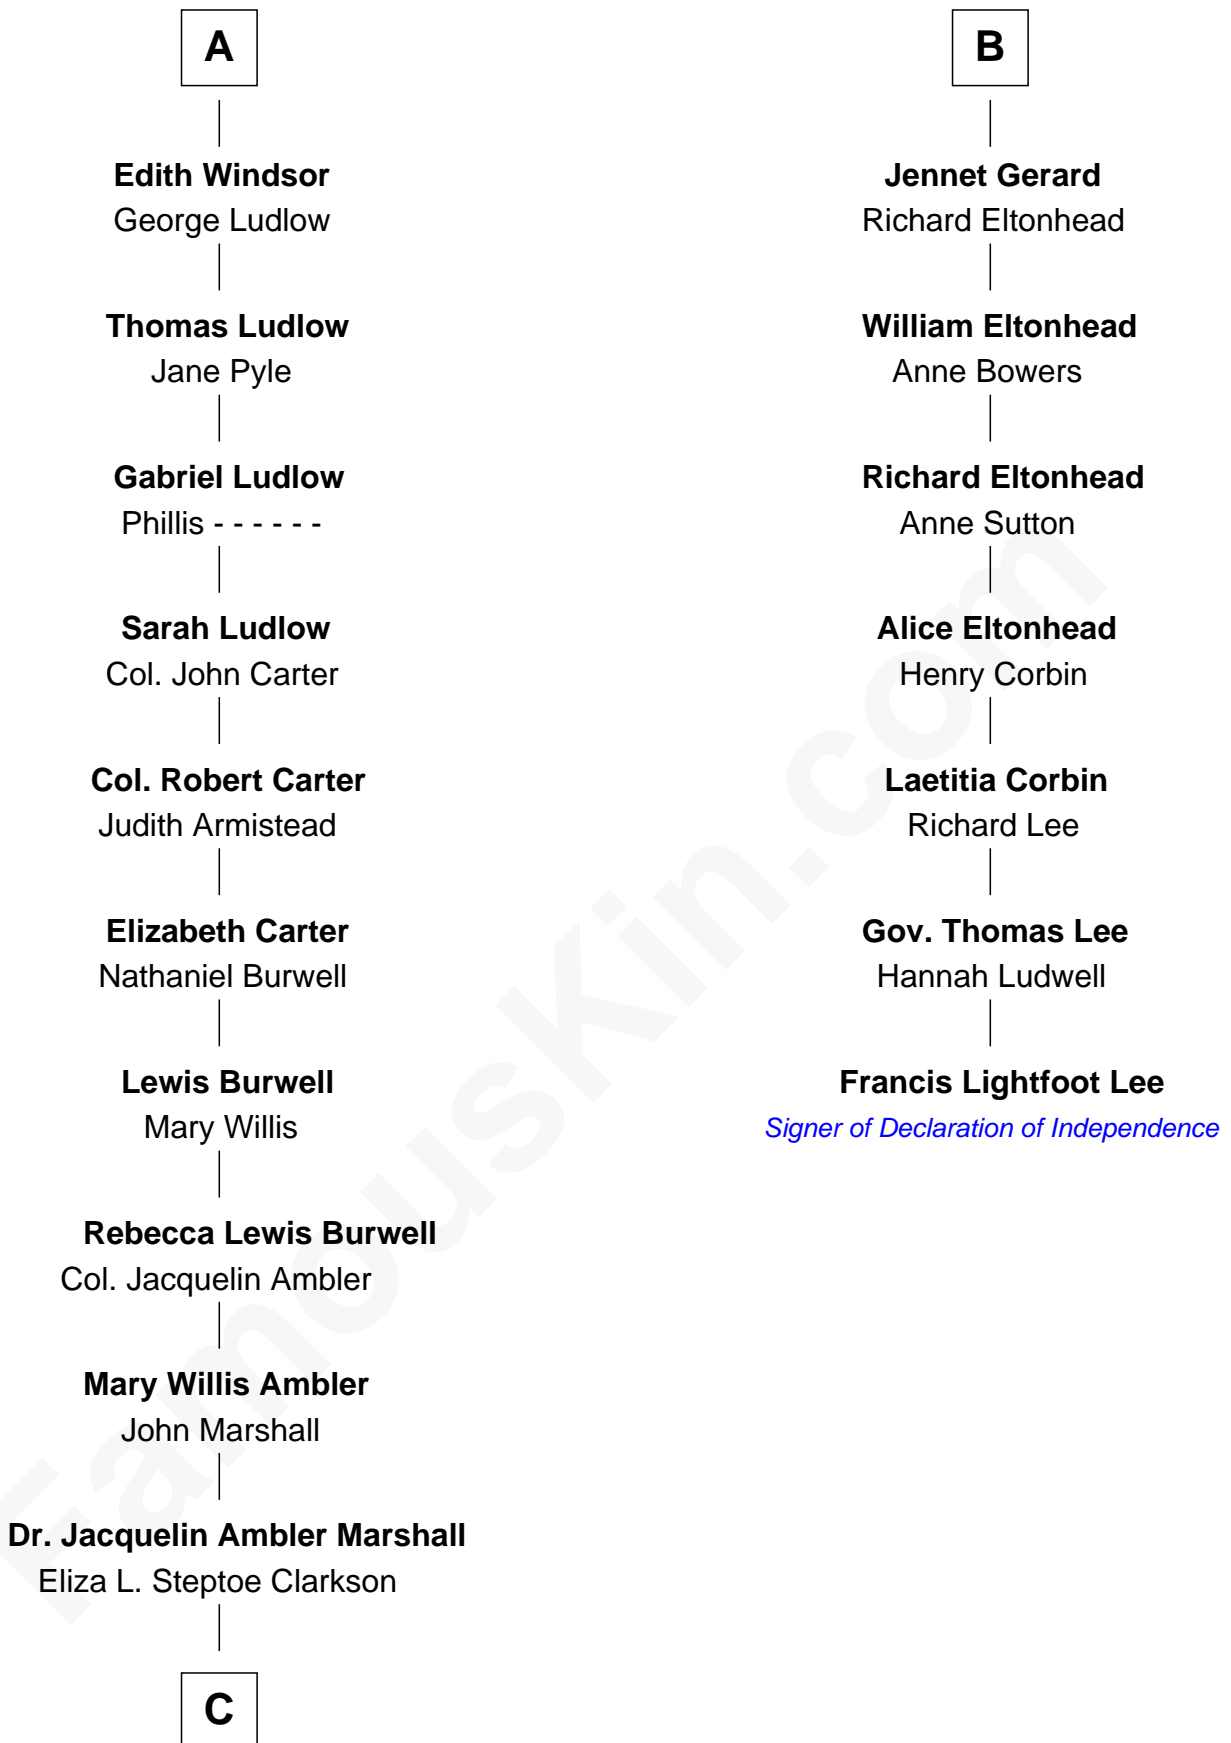 A
Edith Windsor
George Ludlow
Thomas Ludlow
Jane Pyle
Gabriel Ludlow
Phillis - - - - - -
Sarah Ludlow
Col. John Carter
Col. Robert Carter
Judith Armistead
Elizabeth Carter
Nathaniel Burwell
Lewis Burwell
Mary Willis
Rebecca Lewis Burwell
Col. Jacquelin Ambler
Mary Willis Ambler
John Marshall
Dr. Jacquelin Ambler Marshall
Eliza L. Steptoe Clarkson
C
B
Jennet Gerard
Richard Eltonhead
William Eltonhead
Anne Bowers
Richard Eltonhead
Anne Sutton
Alice Eltonhead
Henry Corbin
Laetitia Corbin
Richard Lee
Gov. Thomas Lee
Hannah Ludwell
Francis Lightfoot Lee
Signer of Declaration of Independence
FamousKin.com